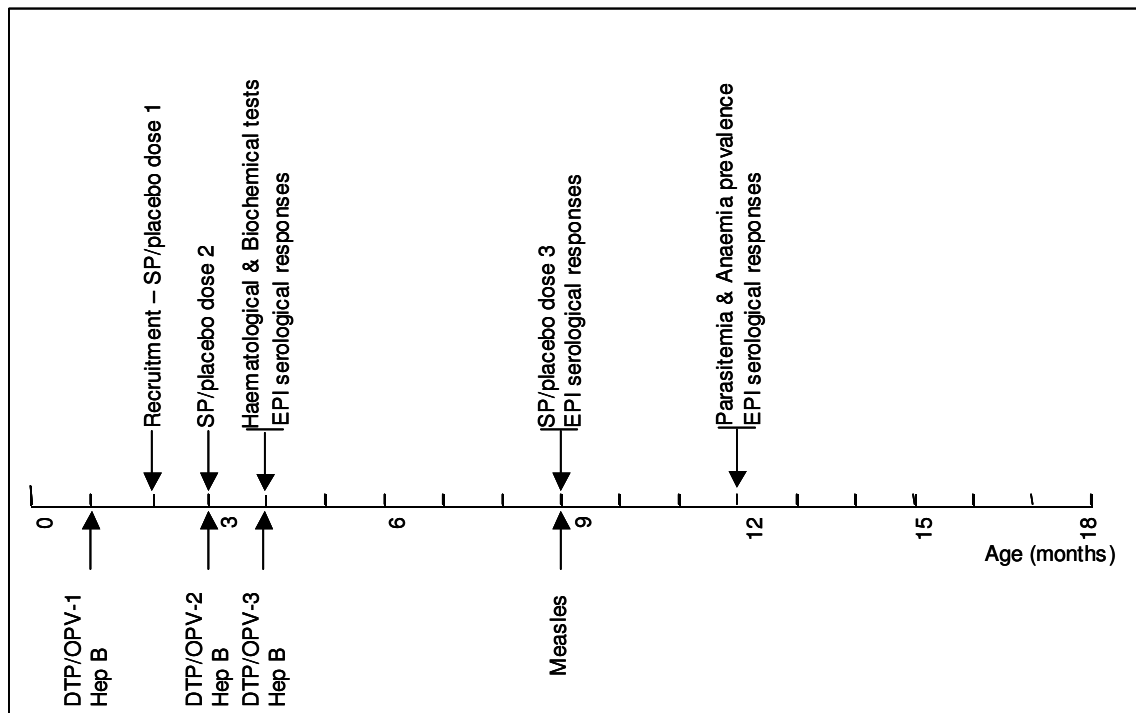 Recruitment – SP/placebo dose 1
SP/placebo dose 2
Haematological & Biochemical tests
EPI serological responses
SP/placebo dose 3
EPI serological responses
Parasitemia & Anaemia prevalence
EPI serological responses
0
3
6
9
12
15
18
Age (months)
DTP/OPV-1
Hep B
DTP/OPV-2
Hep B
DTP/OPV-3
Hep B
Measles